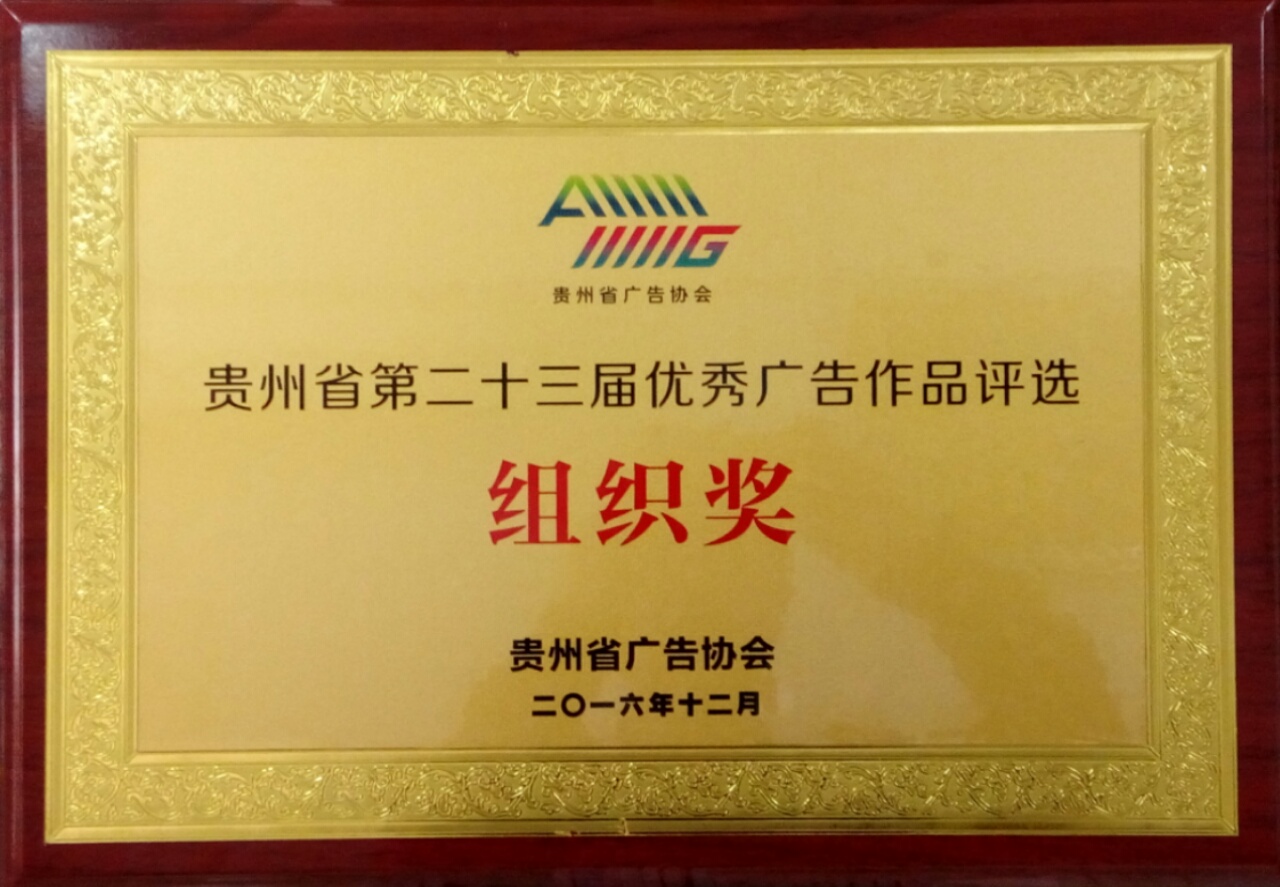 A G
贵州省广告协会
贵州省第二十三届优秀广告作品评选
组织奖
贵州省广告协会
二〇一六年十二月